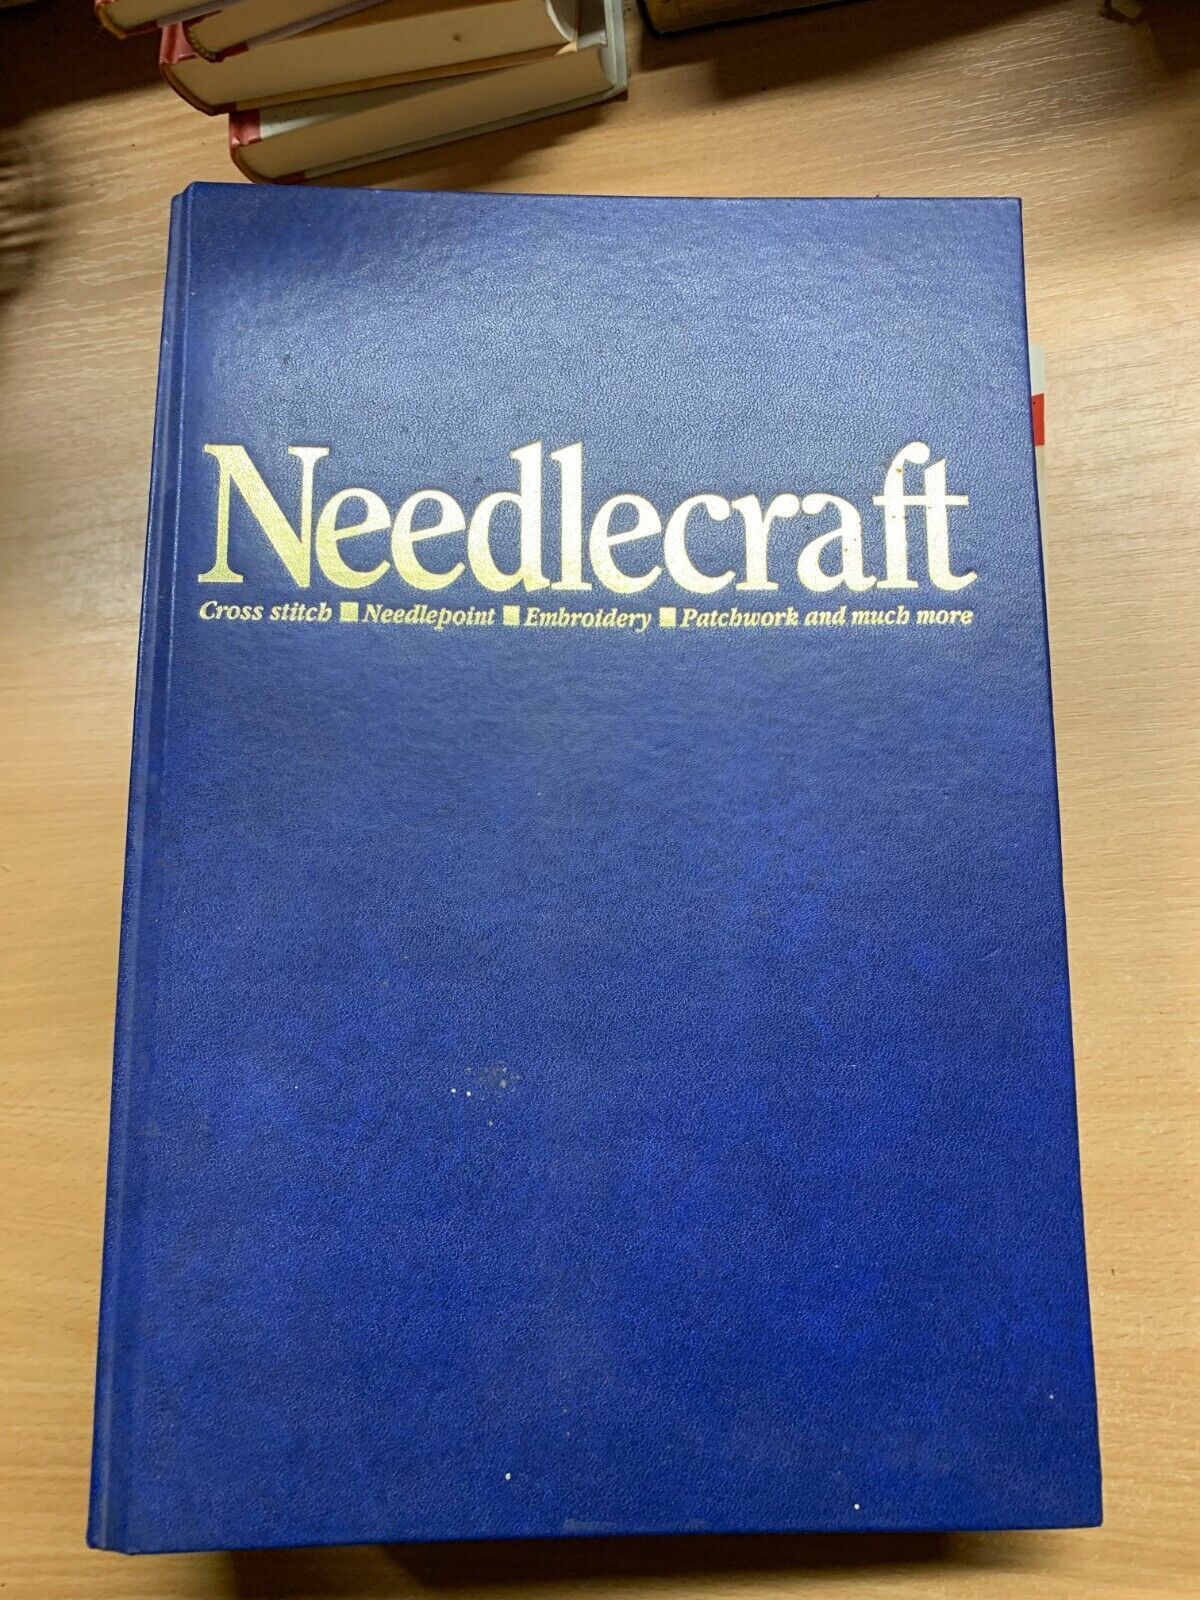 Needlecraft
Cross stitch ■ Needlepoint ■ Embroidery ■ Patchwork and much more